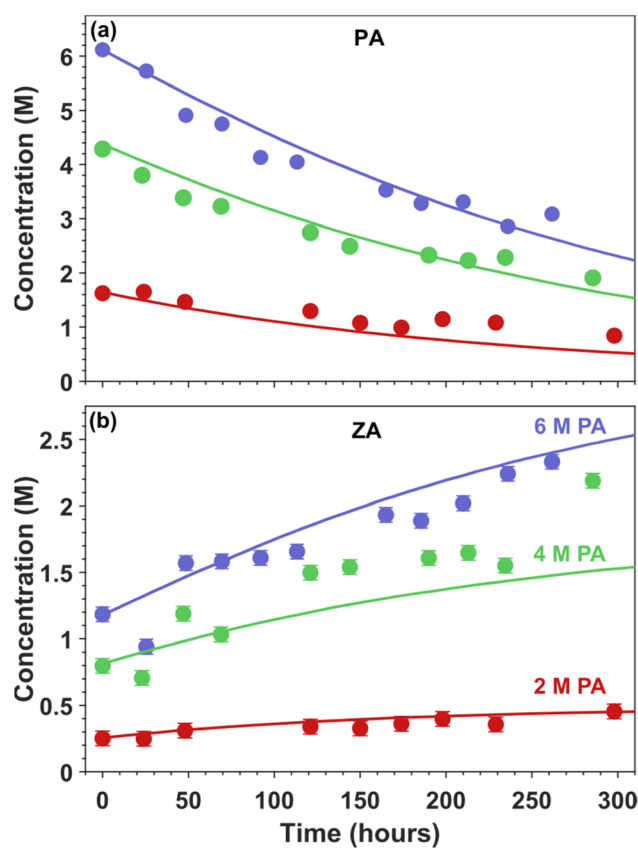 (a)
PA
6
5
4
3
2
1
0
Concentration (M)
(b)
ZA
6 M PA
4 M PA
2 M PA
2.5
2
1.5
1
0.5
0
Concentration (M)
0 50 100 150 200 250 300
Time (hours)